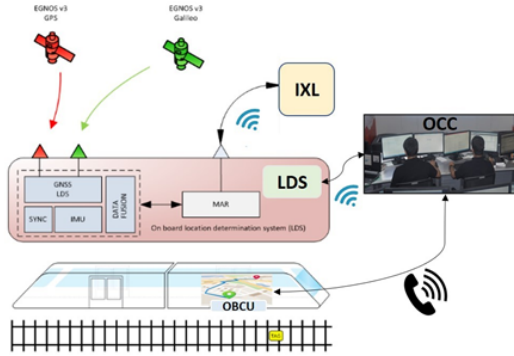 EGNOS v3
GPS
EGNOS v3
Galileo
IXL
OCC
GNSS
LDS
SYNC
IMU
DATA
FUSION
MAR
LDS
On board location determination system (LDS)
OBCU